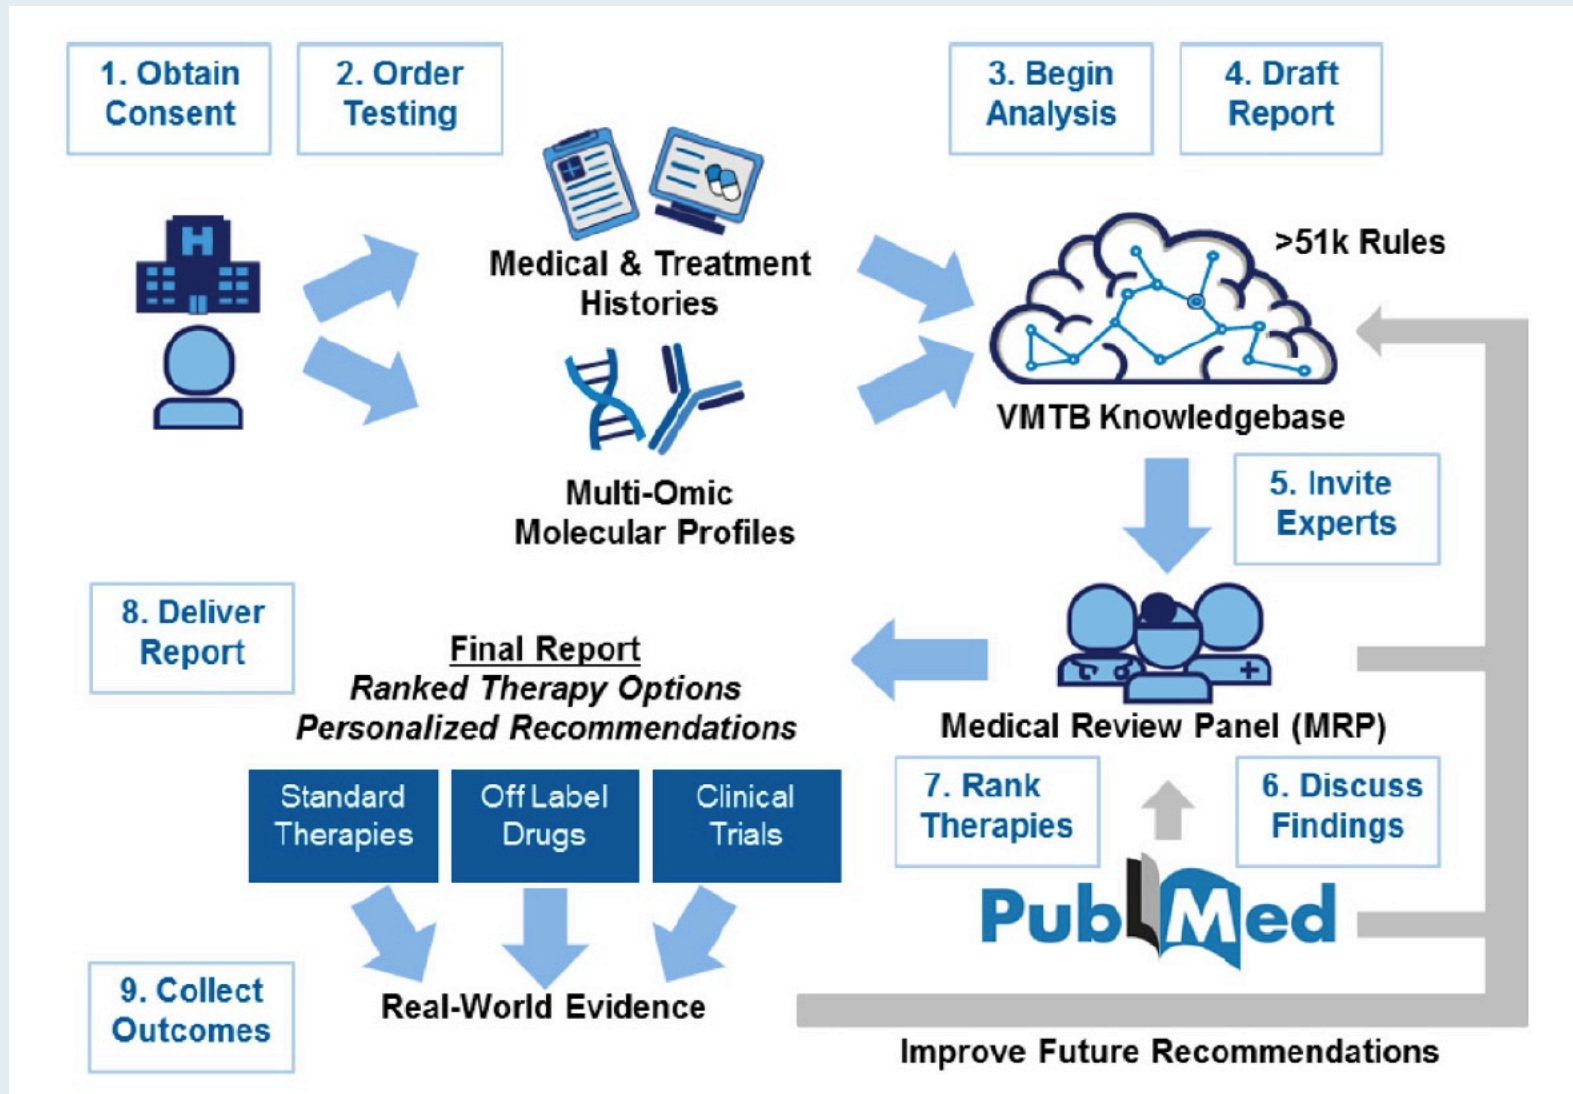 1. Obtain
Consent
2. Order
Testing
3. Begin
Analysis
4. Draft
Report
H
Medical & Treatment
Histories
>51k Rules
VMTB Knowledgebase
Multi-Omic
Molecular Profiles
5. Invite
Experts
8. Deliver
Report
Final Report
Ranked Therapy Options
Personalized Recommendations
Medical Review Panel (MRP)
Standard
Therapies
Off Label
Drugs
Clinical
Trials
7. Rank
Therapies
6. Discuss
Findings
PubMed
9. Collect
Outcomes
Real-World Evidence
Improve Future Recommendations